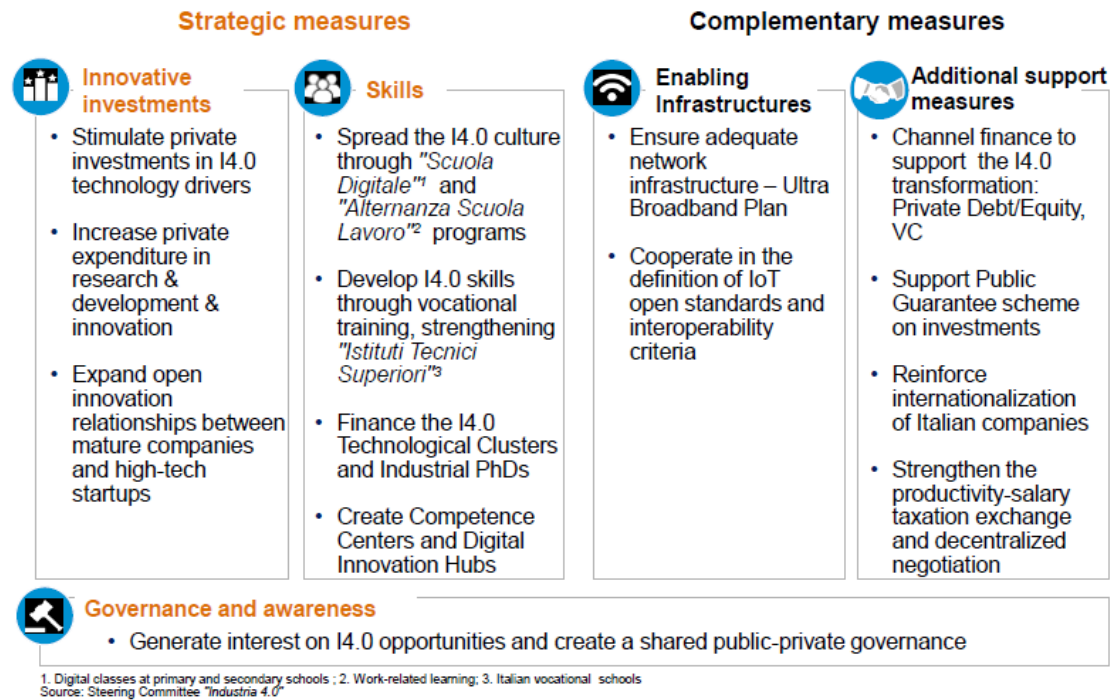 Strategic measures
Complementary measures
Innovative
investments
• Stimulate private
investments in I4.0
technology drivers
• Increase private
expenditure in
research &
development &
innovation
• Expand open
innovation
relationships between
mature companies
and high-tech
startups
Skills
• Spread the I4.0 culture
through "Scuola
Digitale"¹ and
"Alternanza Scuola
Lavoro"² programs
• Develop I4.0 skills
through vocational
training, strengthening
"Istituti Tecnici
Superiori"³
• Finance the I4.0
Technological Clusters
and Industrial PhDs
• Create Competence
Centers and Digital
Innovation Hubs
Enabling
Infrastructures
• Ensure adequate
network
infrastructure – Ultra
Broadband Plan
• Cooperate in the
definition of IoT
open standards and
interoperability
criteria
Additional support
measures
• Channel finance to
support the I4.0
transformation:
Private Debt/Equity,
VC
• Support Public
Guarantee scheme
on investments
• Reinforce
internationalization
of Italian companies
• Strengthen the
productivity-salary
taxation exchange
and decentralized
negotiation
Governance and awareness
• Generate interest on I4.0 opportunities and create a shared public-private governance
1. Digital classes at primary and secondary schools ; 2. Work-related learning; 3. Italian vocational schools
Source: Steering Committee "Industria 4.0"